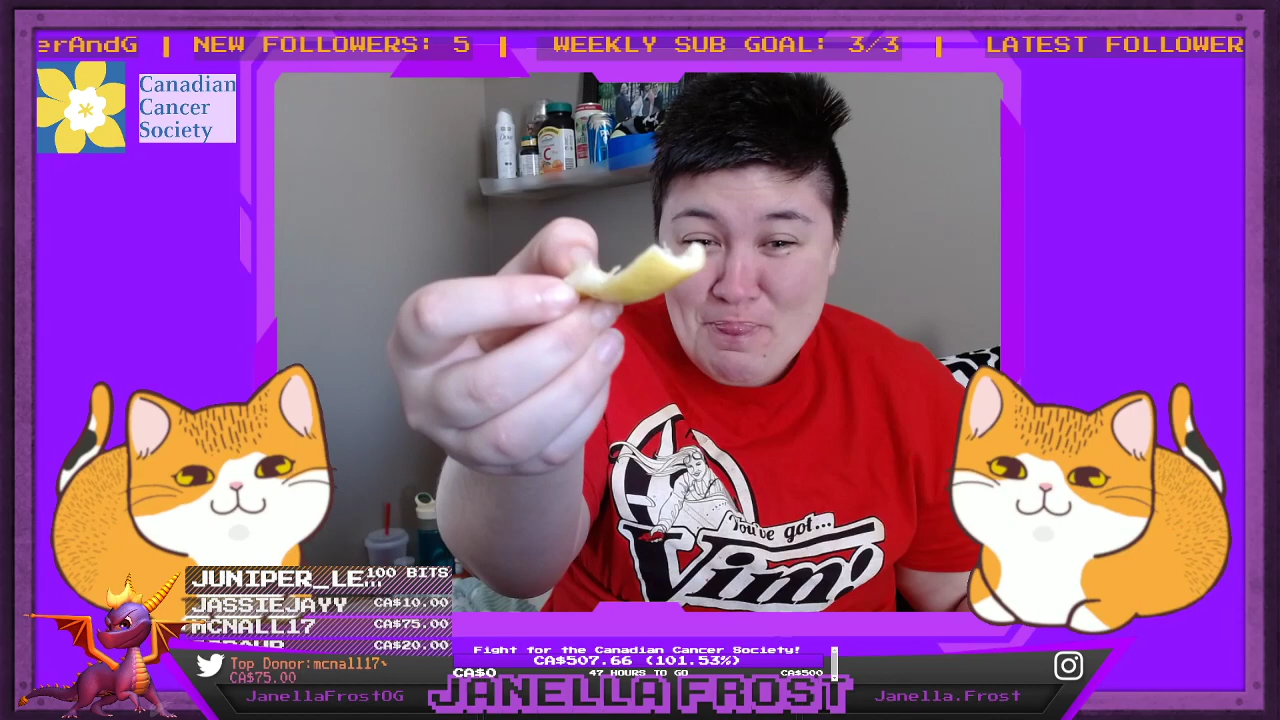 erAndG | NEW FOLLOWERS: 5 | WEEKLY SUB GOAL: 3/3 | LATEST FOLLOWER
Canadian
Cancer
Society
You've got...
Vim!
JUNIPER_LE... 100 BITS
JASSIEJAYY CA$10.00
MCNALL17 CA$75.00
CA$20.00
Top Donor:mcnall17
CA$75.00
JanellaFrostOG
Fight for the Canadian Cancer Society!
CA$507.66 (101.53%)
CA$0 47 HOURS TO GO CA$500
JANELLA FROST
Janella.Frost